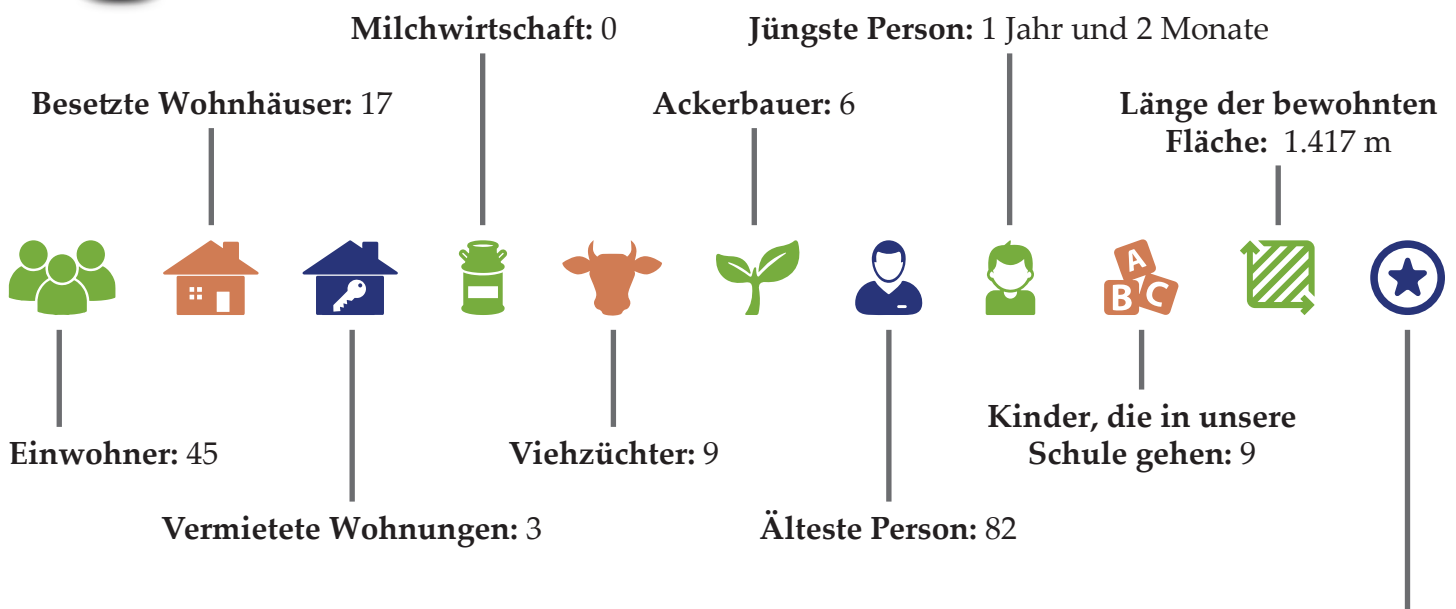 Milchwirtschaft: 0
Jüngste Person: 1 Jahr und 2 Monate
Besetzte Wohnhäuser: 17
Ackerbauer: 6
Länge der bewohnten
Fläche: 1.417 m
A
B C
Einwohner: 45
Viehzüchter: 9
Kinder, die in unsere
Schule gehen: 9
Vermietete Wohnungen: 3
Älteste Person: 82